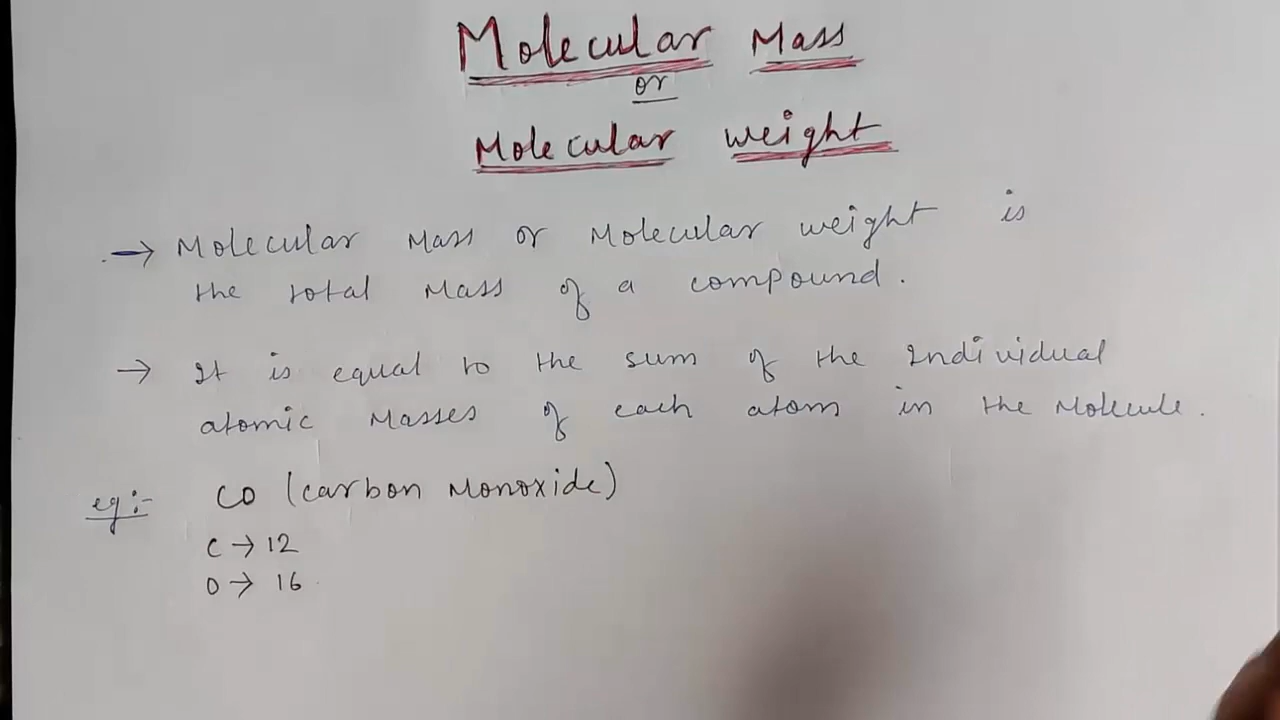 Molecular Mass
or
Molecular weight
→ Molecular Mass or Molecular weight is
the total Mass of a compound.
→ It is equal to the sum of the Individual
atomic Masses of each atom in the Molecule.
eg:- CO (carbon Monoxide)
C → 12
O → 16